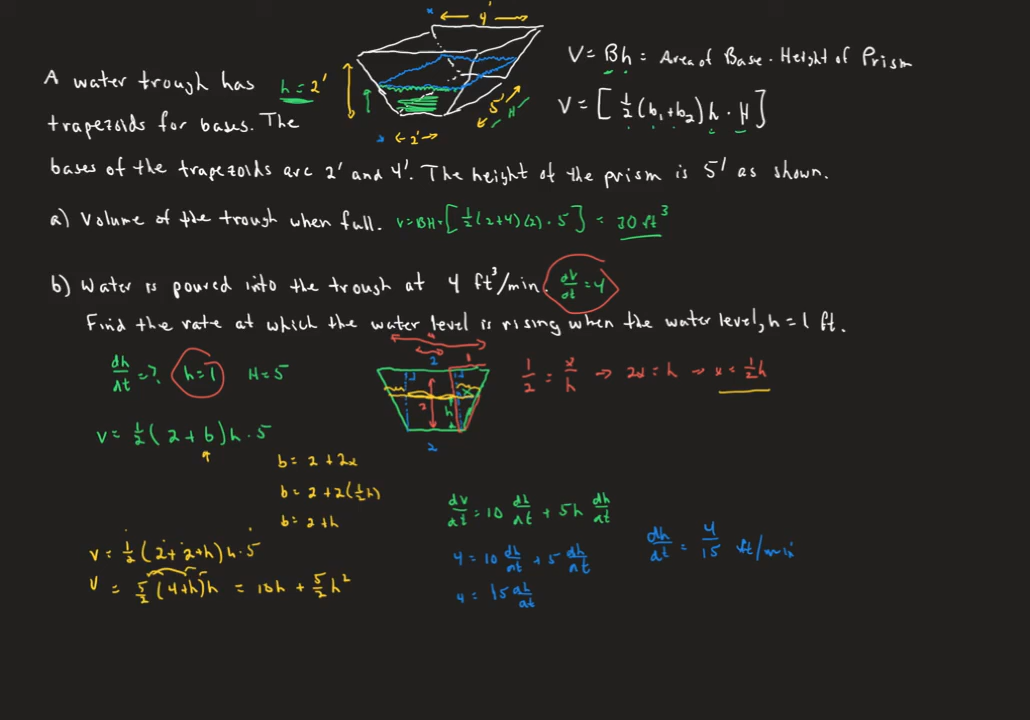 4'
V = Bh = Area of Base · Height of Prism
A water trough has h = 2'
5'
H
V = [ 1/2 (b₁+b₂) h · H ]
trapezoids for bases. The
2'
bases of the trapezoids are 2' and 4'. The height of the prism is 5' as shown.
a) Volume of the trough when full. V=BH=[1/2(2+4)(2)·5] = 30 ft³
b) Water is poured into the trough at 4 ft³/min. dV/dt = 4
Find the rate at which the water level is rising when the water level, h = 1 ft.
dh/dt = ? h=1 H=5
4
2
1
2
h
x
2
1/2 = x/h → 2x = h → x = 1/2 h
V = 1/2 ( 2 + b ) h · 5
b = 2 + 2x
b = 2 + 2(1/2 h)
b = 2 + h
V = 1/2 ( 2 + 2 + h ) h · 5
V = 5/2 (4+h) h = 10h + 5/2 h²
dV/dt = 10 dh/dt + 5h dh/dt
4 = 10 dh/dt + 5 dh/dt
4 = 15 dh/dt
dh/dt = 4/15 ft/min